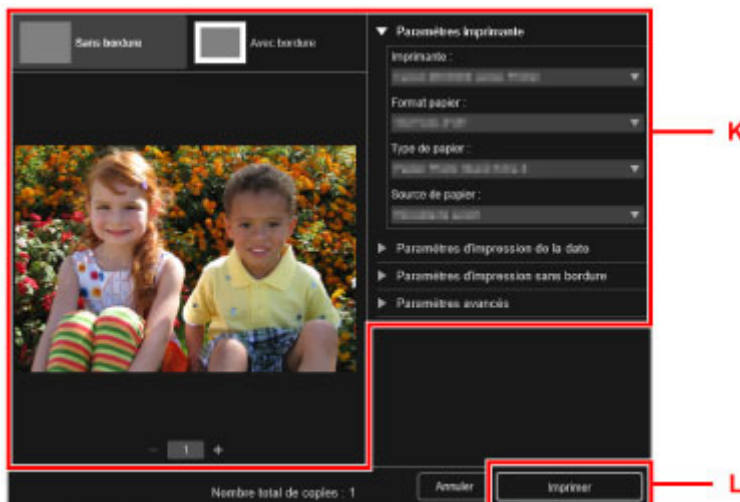 Sans bordure
Avec bordure
Paramètres imprimante
Imprimante :
Format papier :
Type de papier :
Source de papier :
Paramètres d'impression de la date
Paramètres d'impression sans bordure
Paramètres avancés
K
1
Nombre total de copies : 1
Annuler
Imprimer
L